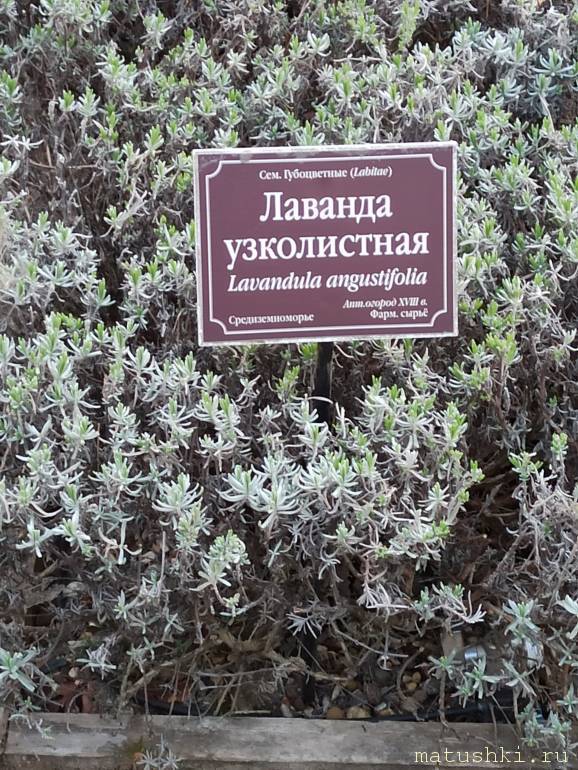 Сем. Губоцветные (Labitae)
Лаванда
узколистная
Lavandula angustifolia
Апт.огород XVIII в.
Средиземноморье Фарм. сырьё
matushki.ru